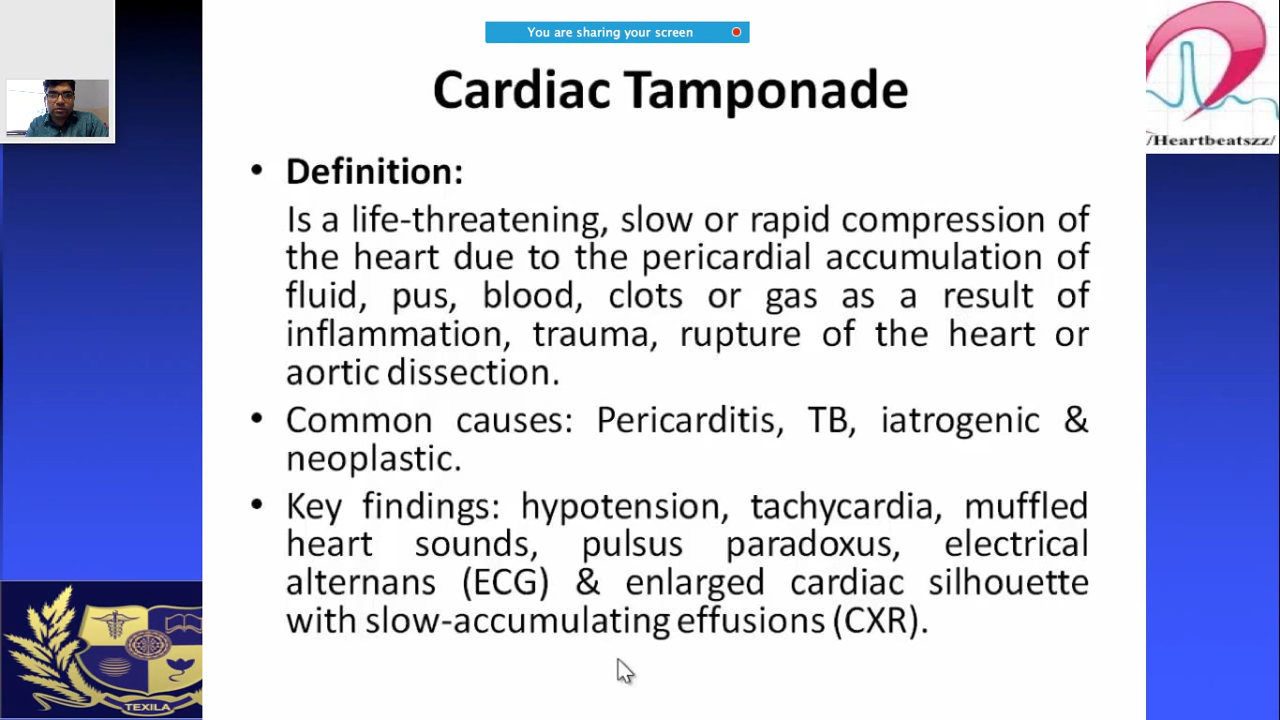 You are sharing your screen
Cardiac Tamponade
/Heartbeatszz/
• Definition:
Is a life-threatening, slow or rapid compression of
the heart due to the pericardial accumulation of
fluid, pus, blood, clots or gas as a result of
inflammation, trauma, rupture of the heart or
aortic dissection.
• Common causes: Pericarditis, TB, iatrogenic &
neoplastic.
• Key findings: hypotension, tachycardia, muffled
heart sounds, pulsus paradoxus, electrical
alternans (ECG) & enlarged cardiac silhouette
with slow-accumulating effusions (CXR).
TEXILA